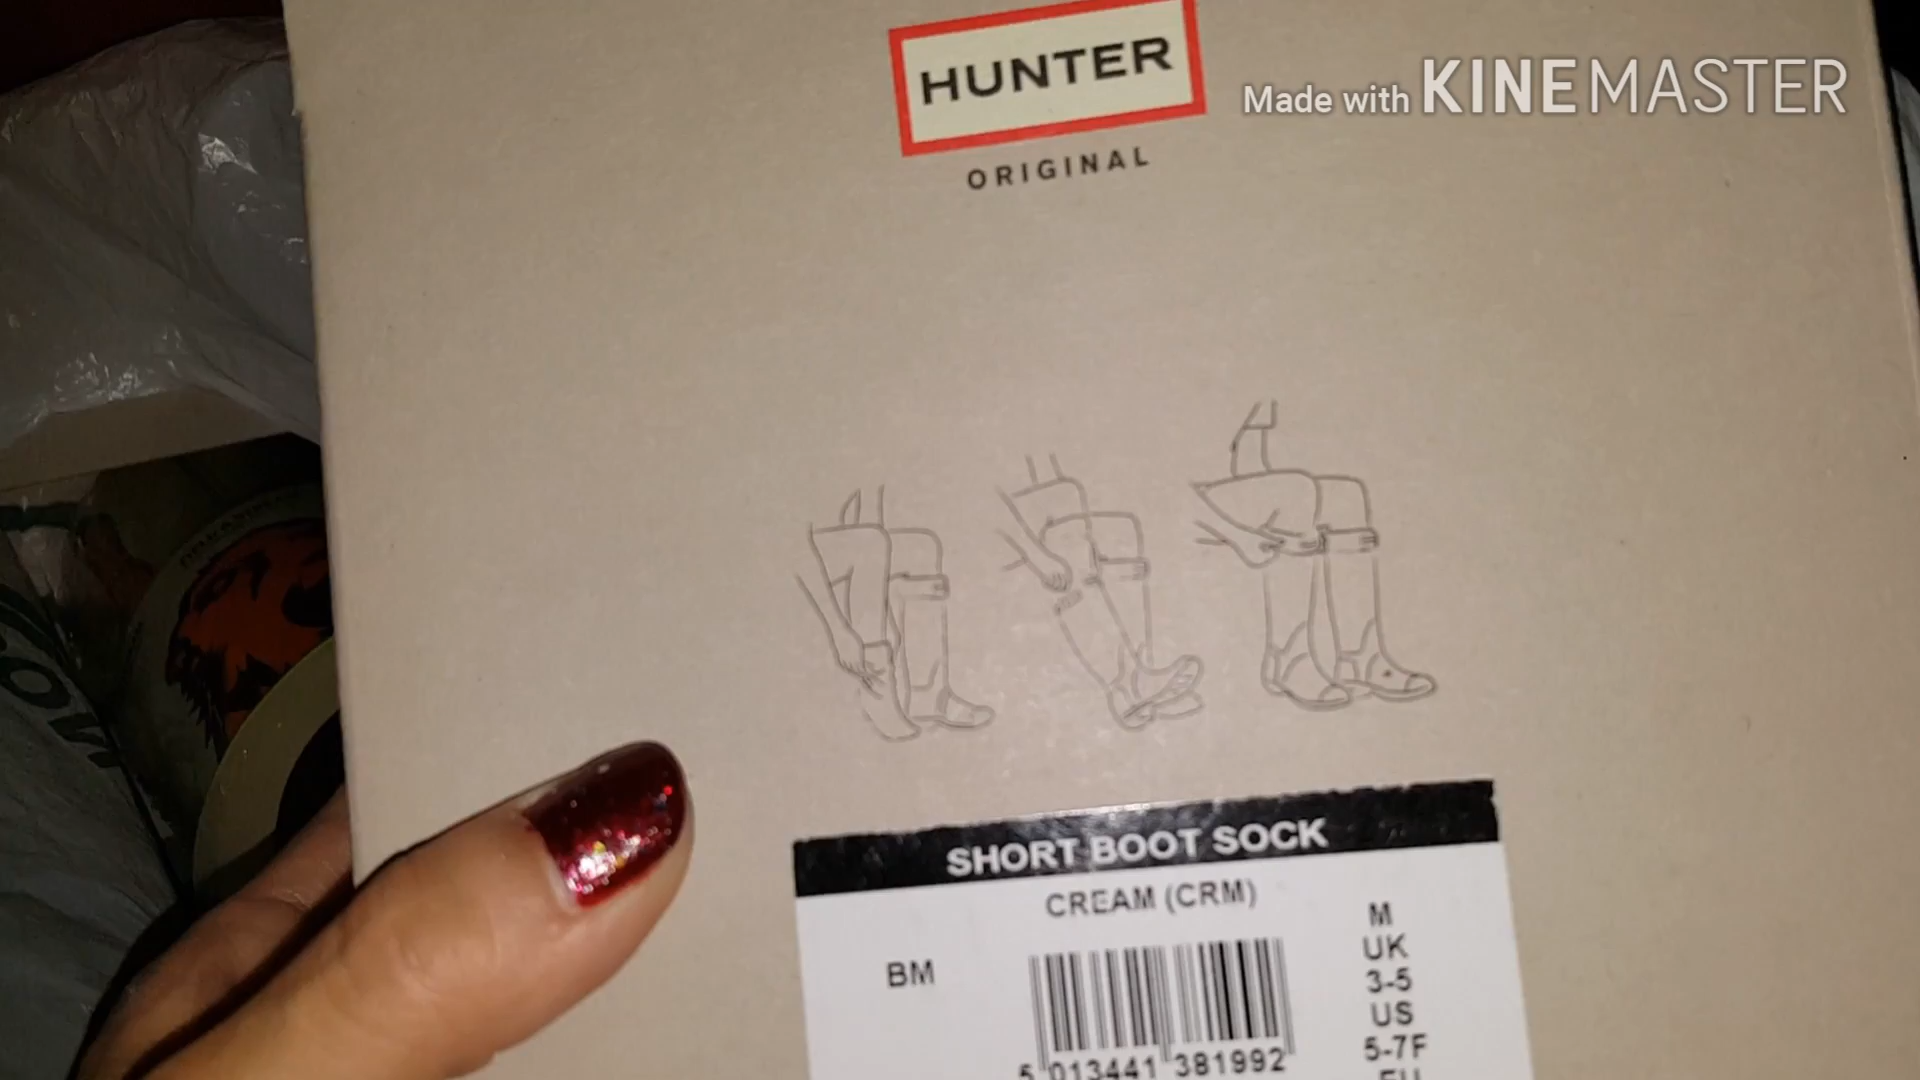 HUNTER
Made with KINEMASTER
ORIGINAL
SHORT BOOT SOCK
CREAM (CRM)
BM
M
UK
3-5
US
5-7F
EU
5 013441 381992